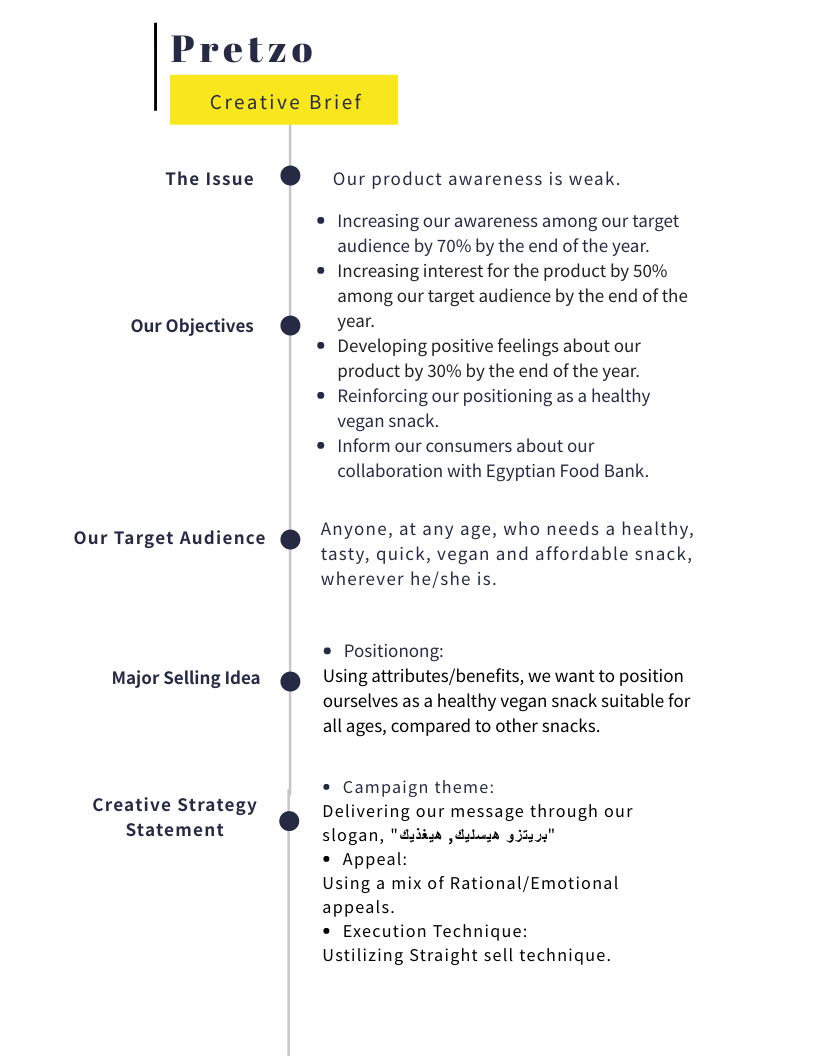 Pretzo
Creative Brief
The Issue
Our product awareness is weak.
Our Objectives
• Increasing our awareness among our target
audience by 70% by the end of the year.
• Increasing interest for the product by 50%
among our target audience by the end of the
year.
• Developing positive feelings about our
product by 30% by the end of the year.
• Reinforcing our positioning as a healthy
vegan snack.
• Inform our consumers about our
collaboration with Egyptian Food Bank.
Our Target Audience
Anyone, at any age, who needs a healthy,
tasty, quick, vegan and affordable snack,
wherever he/she is.
Major Selling Idea
• Positionong:
Using attributes/benefits, we want to position
ourselves as a healthy vegan snack suitable for
all ages, compared to other snacks.
Creative Strategy
Statement
• Campaign theme:
Delivering our message through our
slogan, "بريتزو هيسليك, هيغذيك"
• Appeal:
Using a mix of Rational/Emotional
appeals.
• Execution Technique:
Ustilizing Straight sell technique.